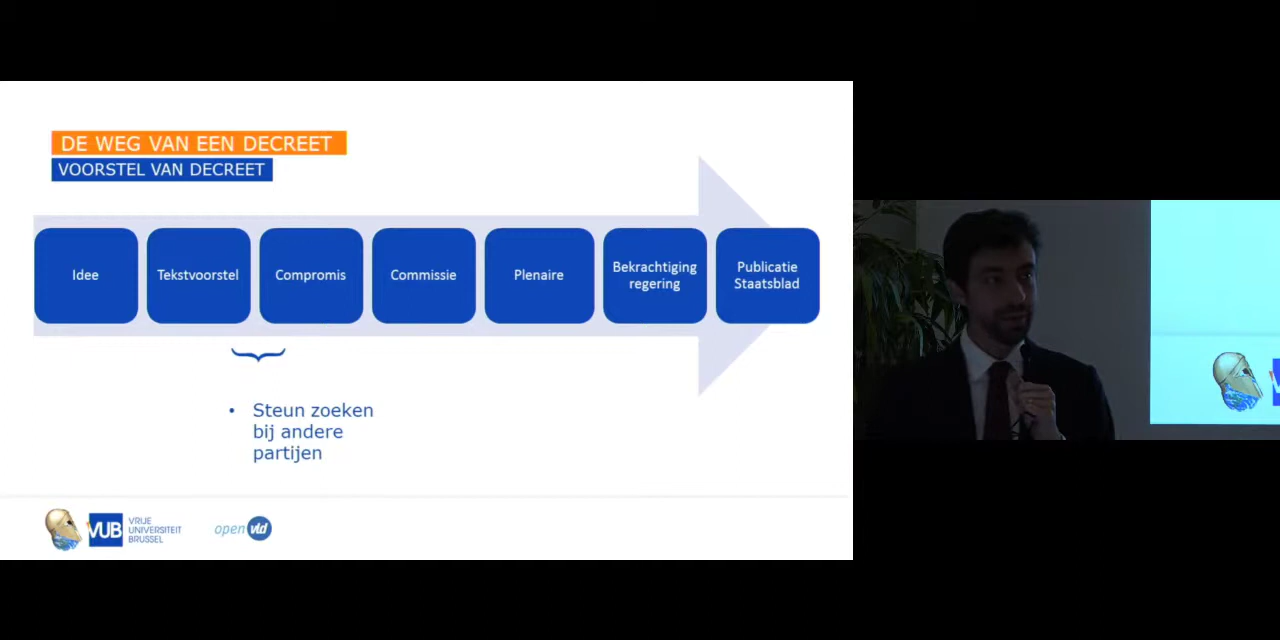 DE WEG VAN EEN DECREET
VOORSTEL VAN DECREET
Idee
Tekstvoorstel
Compromis
Commissie
Plenaire
Bekrachtiging
regering
Publicatie
Staatsblad
• Steun zoeken
bij andere
partijen
VUB
VRIJE
UNIVERSITEIT
BRUSSEL
open vld